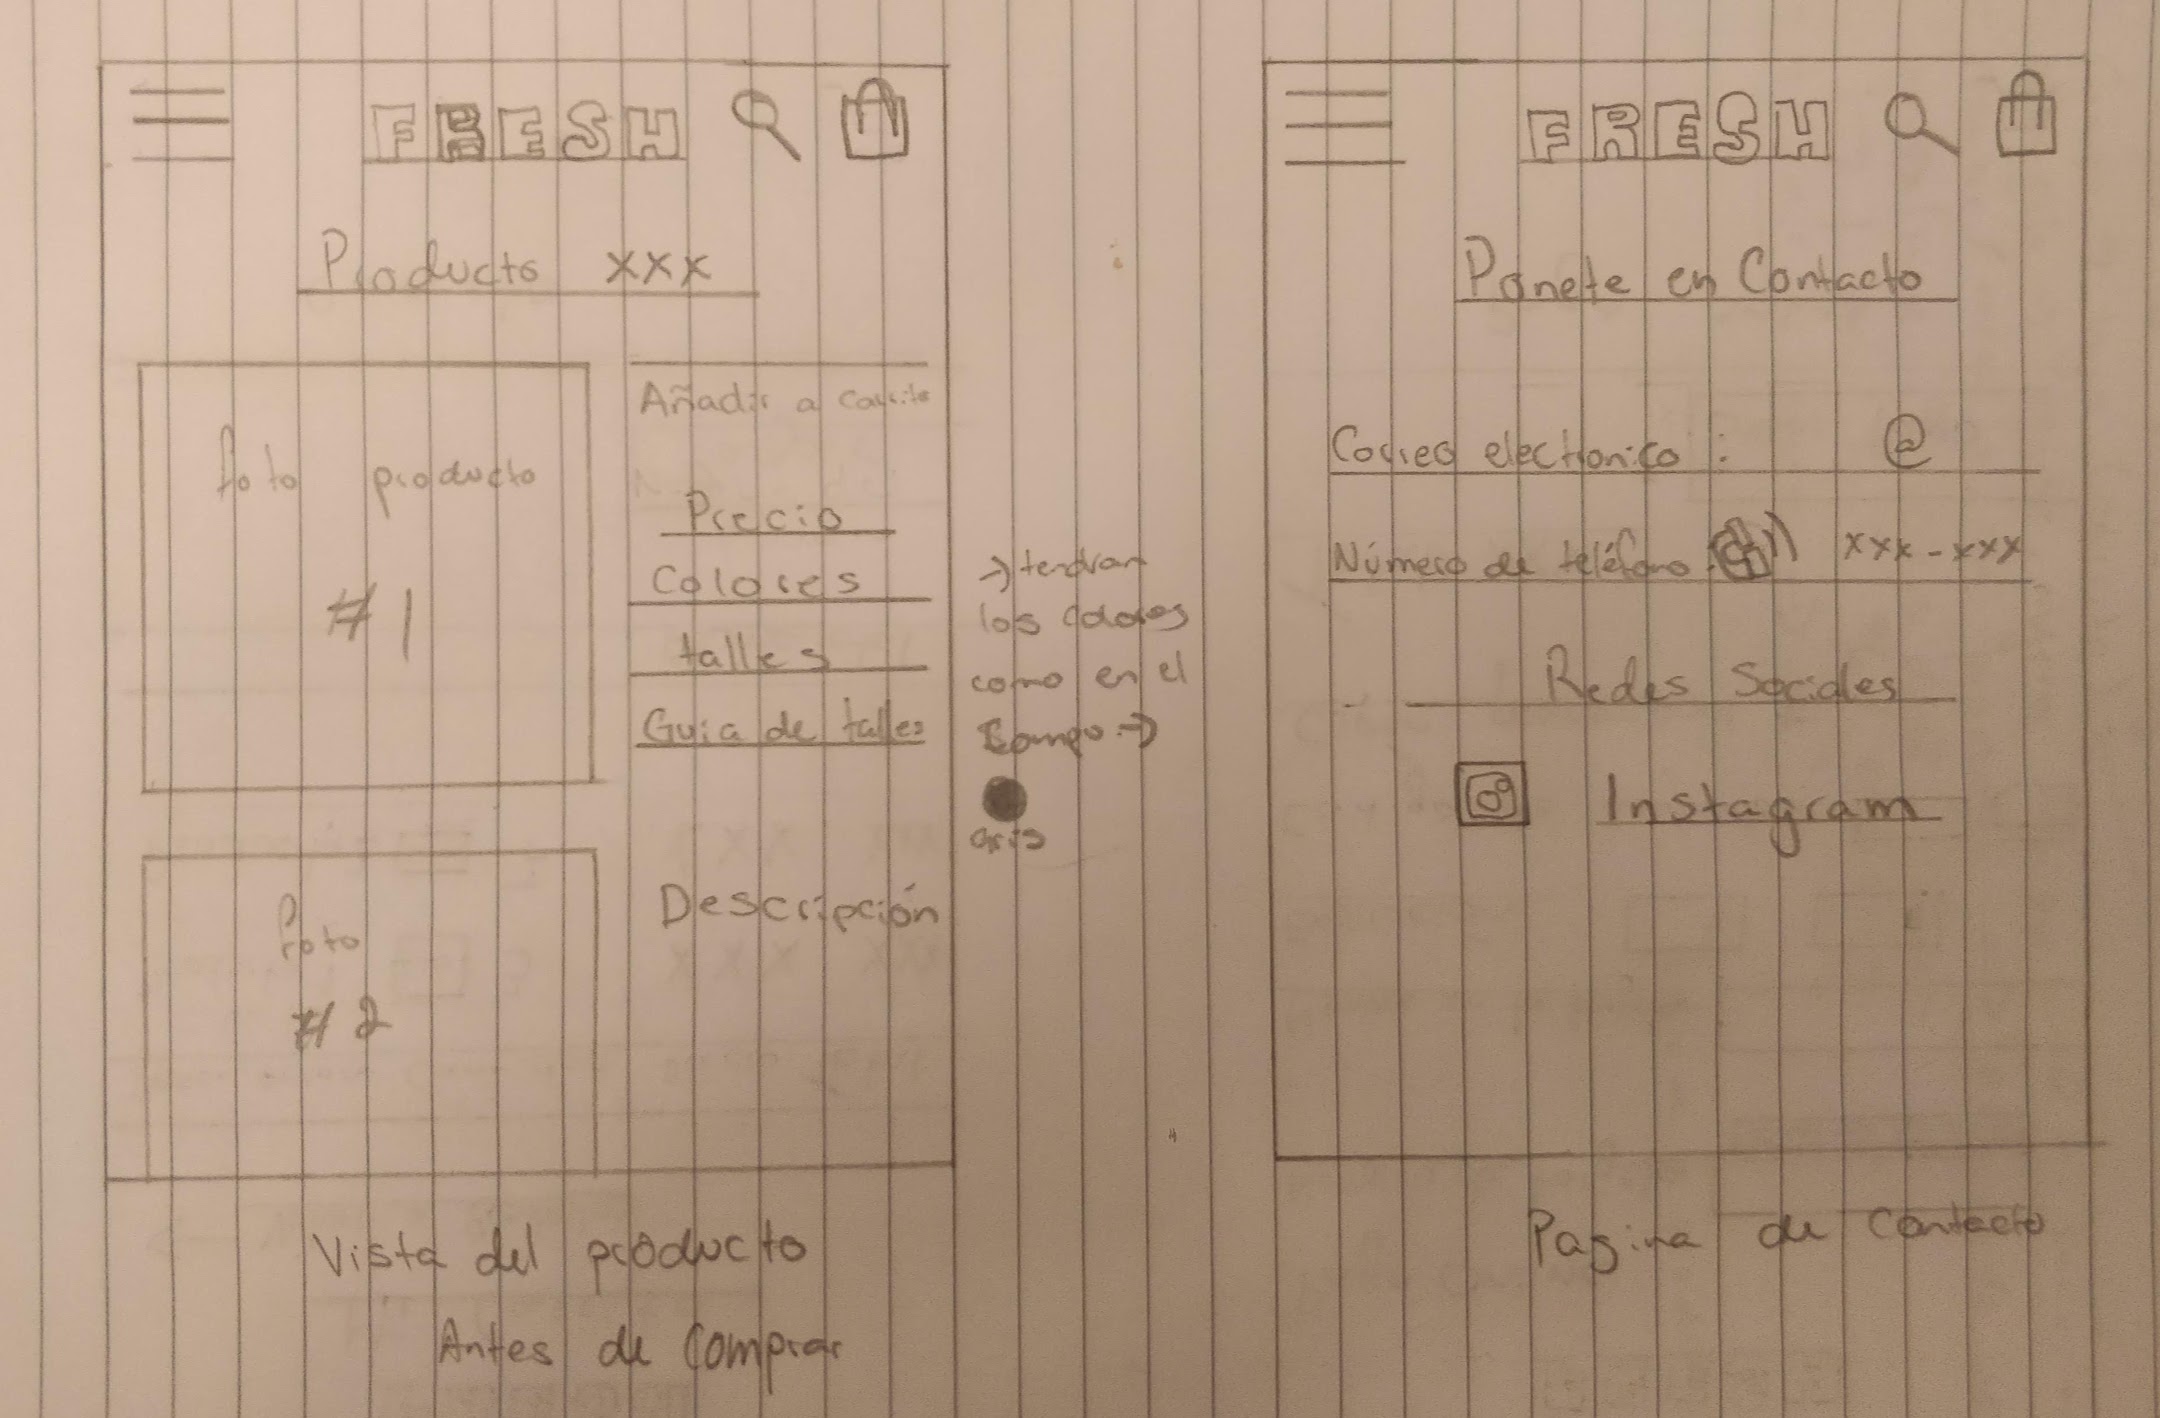 FRESH
Producto xxx
foto producto
#1
Añadir a carrito
Precio
Colores
talles
Guia de talles
Descripción
foto
#2
→ tendran
los colores
como en el
→
Gris
Vista del producto
Antes de Comprar
FRESH
Ponete en Contacto
Correo electronico : @
Número de teléfono xxx-xxx
Redes Sociales
Instagram
Pagina de Contacto